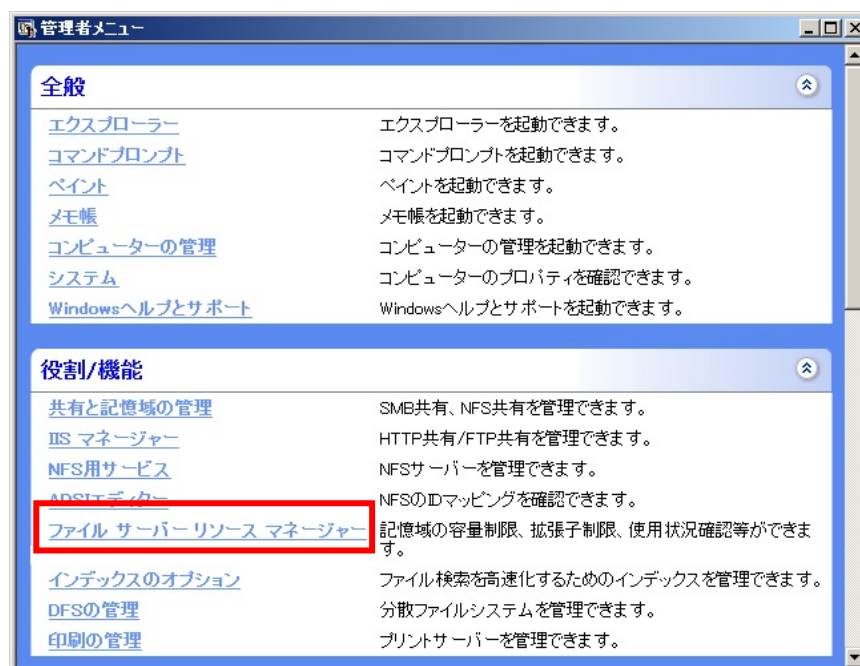 管理者メニュー
全般
エクスプローラー エクスプローラーを起動できます。
コマンドプロンプト コマンドプロンプトを起動できます。
ペイント ペイントを起動できます。
メモ帳 メモ帳を起動できます。
コンピューターの管理 コンピューターの管理を起動できます。
システム コンピューターのプロパティを確認できます。
Windowsヘルプとサポート Windowsヘルプとサポートを起動できます。
役割/機能
共有と記憶域の管理 SMB共有、NFS共有を管理できます。
IIS マネージャー HTTP共有/FTP共有を管理できます。
NFS用サービス NFSサーバーを管理できます。
ADSIエディター NFSのIDマッピングを確認できます。
ファイル サーバー リソース マネージャー 記憶域の容量制限、拡張子制限、使用状況確認等ができま
す。
インデックスのオプション ファイル検索を高速化するためのインデックスを管理できます。
DFSの管理 分散ファイルシステムを管理できます。
印刷の管理 プリントサーバーを管理できます。